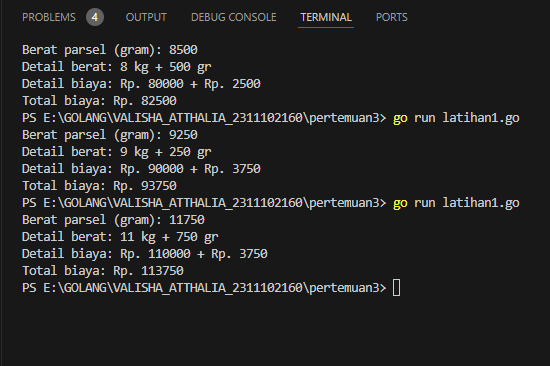 PROBLEMS 4 OUTPUT DEBUG CONSOLE TERMINAL PORTS
Berat parsel (gram): 8500
Detail berat: 8 kg + 500 gr
Detail biaya: Rp. 80000 + Rp. 2500
Total biaya: Rp. 82500
PS E:\GOLANG\VALISHA_ATTHALIA_2311102160\pertemuan3> go run latihan1.go
Berat parsel (gram): 9250
Detail berat: 9 kg + 250 gr
Detail biaya: Rp. 90000 + Rp. 3750
Total biaya: Rp. 93750
PS E:\GOLANG\VALISHA_ATTHALIA_2311102160\pertemuan3> go run latihan1.go
Berat parsel (gram): 11750
Detail berat: 11 kg + 750 gr
Detail biaya: Rp. 110000 + Rp. 3750
Total biaya: Rp. 113750
PS E:\GOLANG\VALISHA_ATTHALIA_2311102160\pertemuan3>